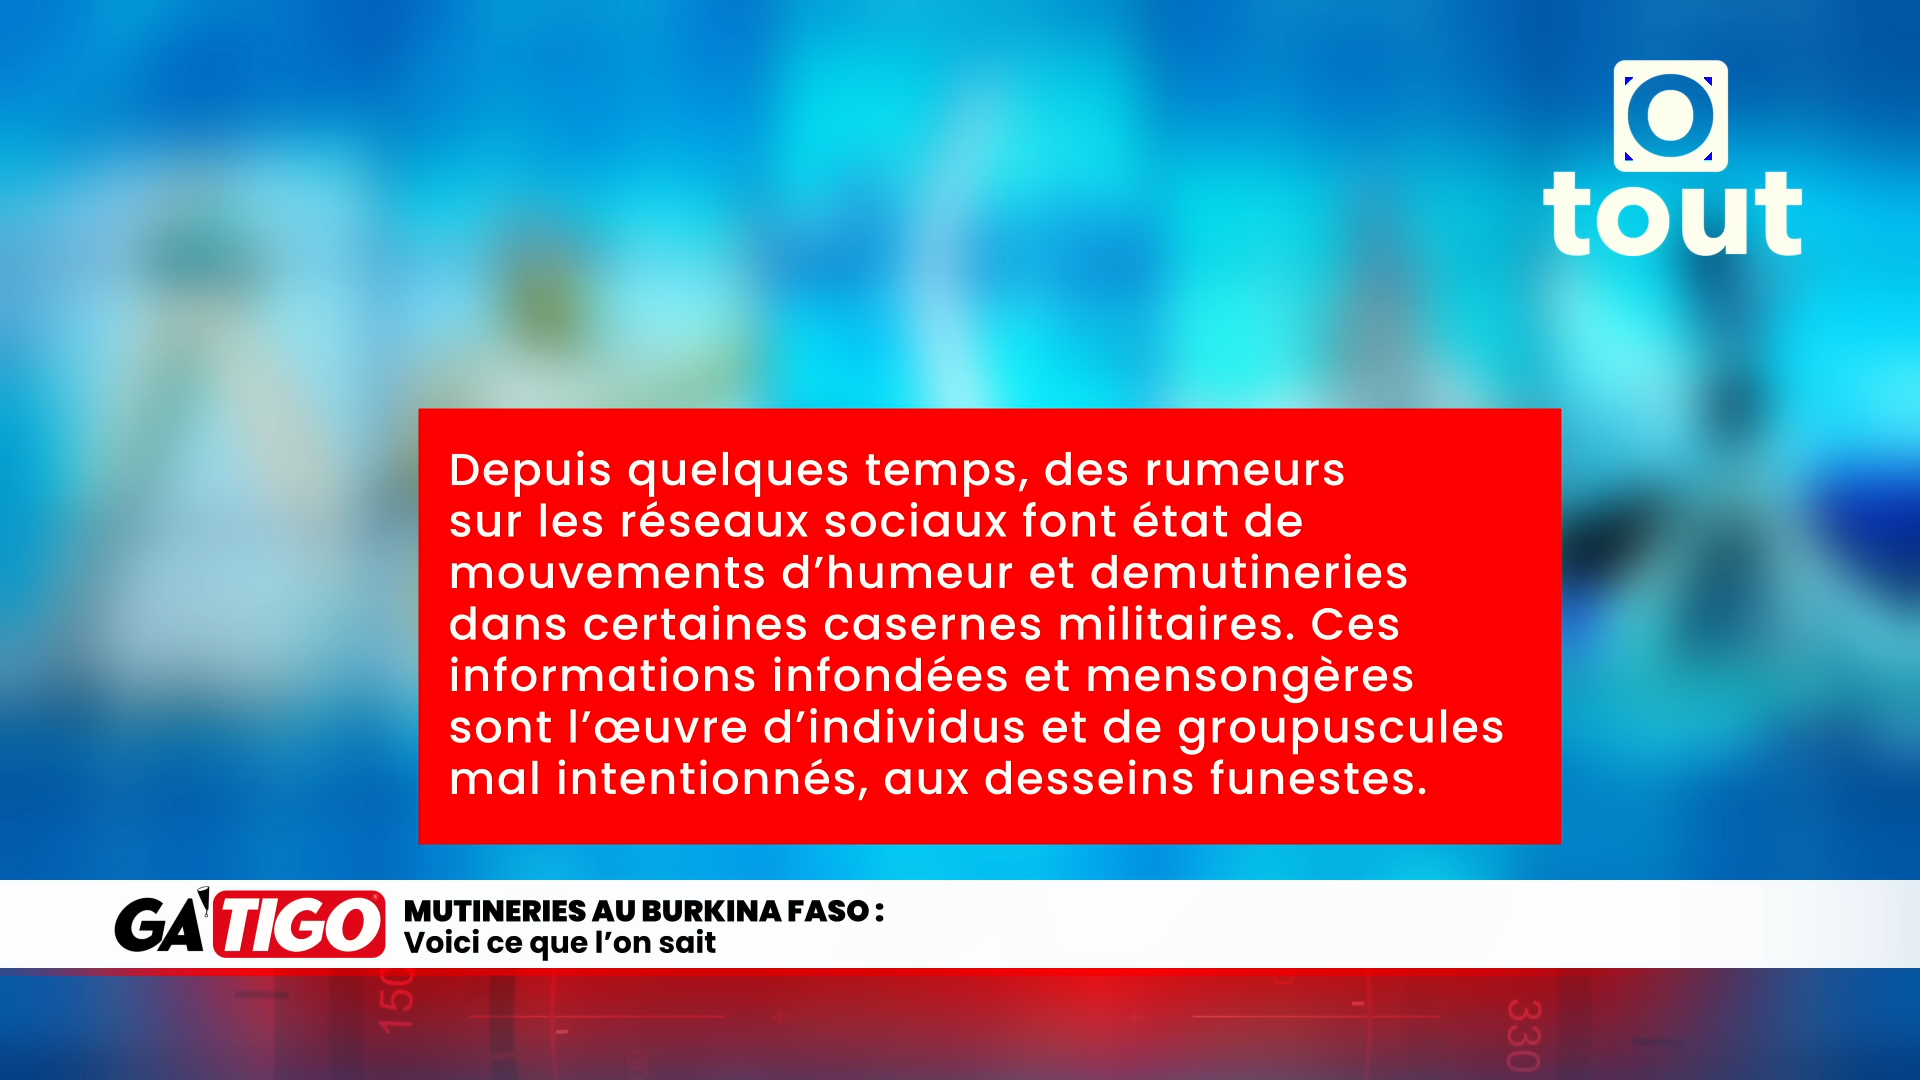 O
tout
Depuis quelques temps, des rumeurs
sur les réseaux sociaux font état de
mouvements d’humeur et demutineries
dans certaines casernes militaires. Ces
informations infondées et mensongères
sont l’œuvre d’individus et de groupuscules
mal intentionnés, aux desseins funestes.
GA'TIGO
MUTINERIES AU BURKINA FASO :
Voici ce que l’on sait
150
330